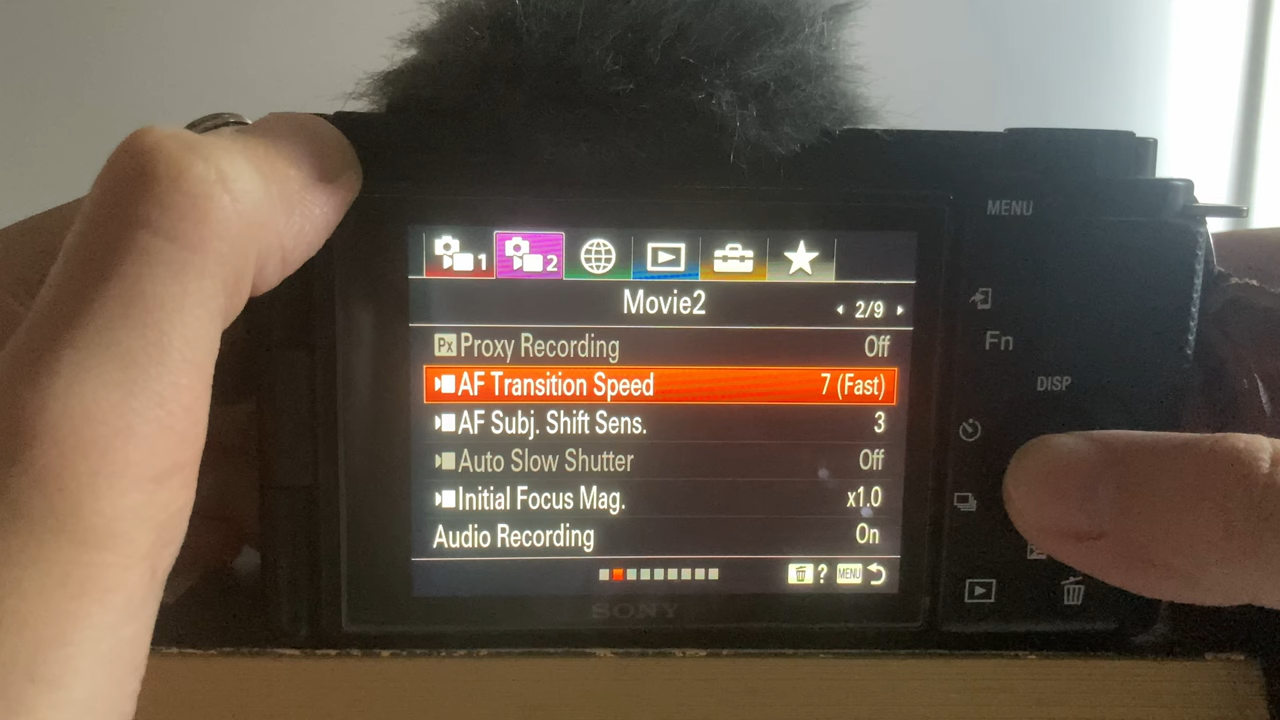 MENU
1 2
Movie2 2/9
Px Proxy Recording Off
AF Transition Speed 7 (Fast)
AF Subj. Shift Sens. 3
Auto Slow Shutter Off
Initial Focus Mag. x1.0
Audio Recording On
? MENU
SONY
Fn
DISP